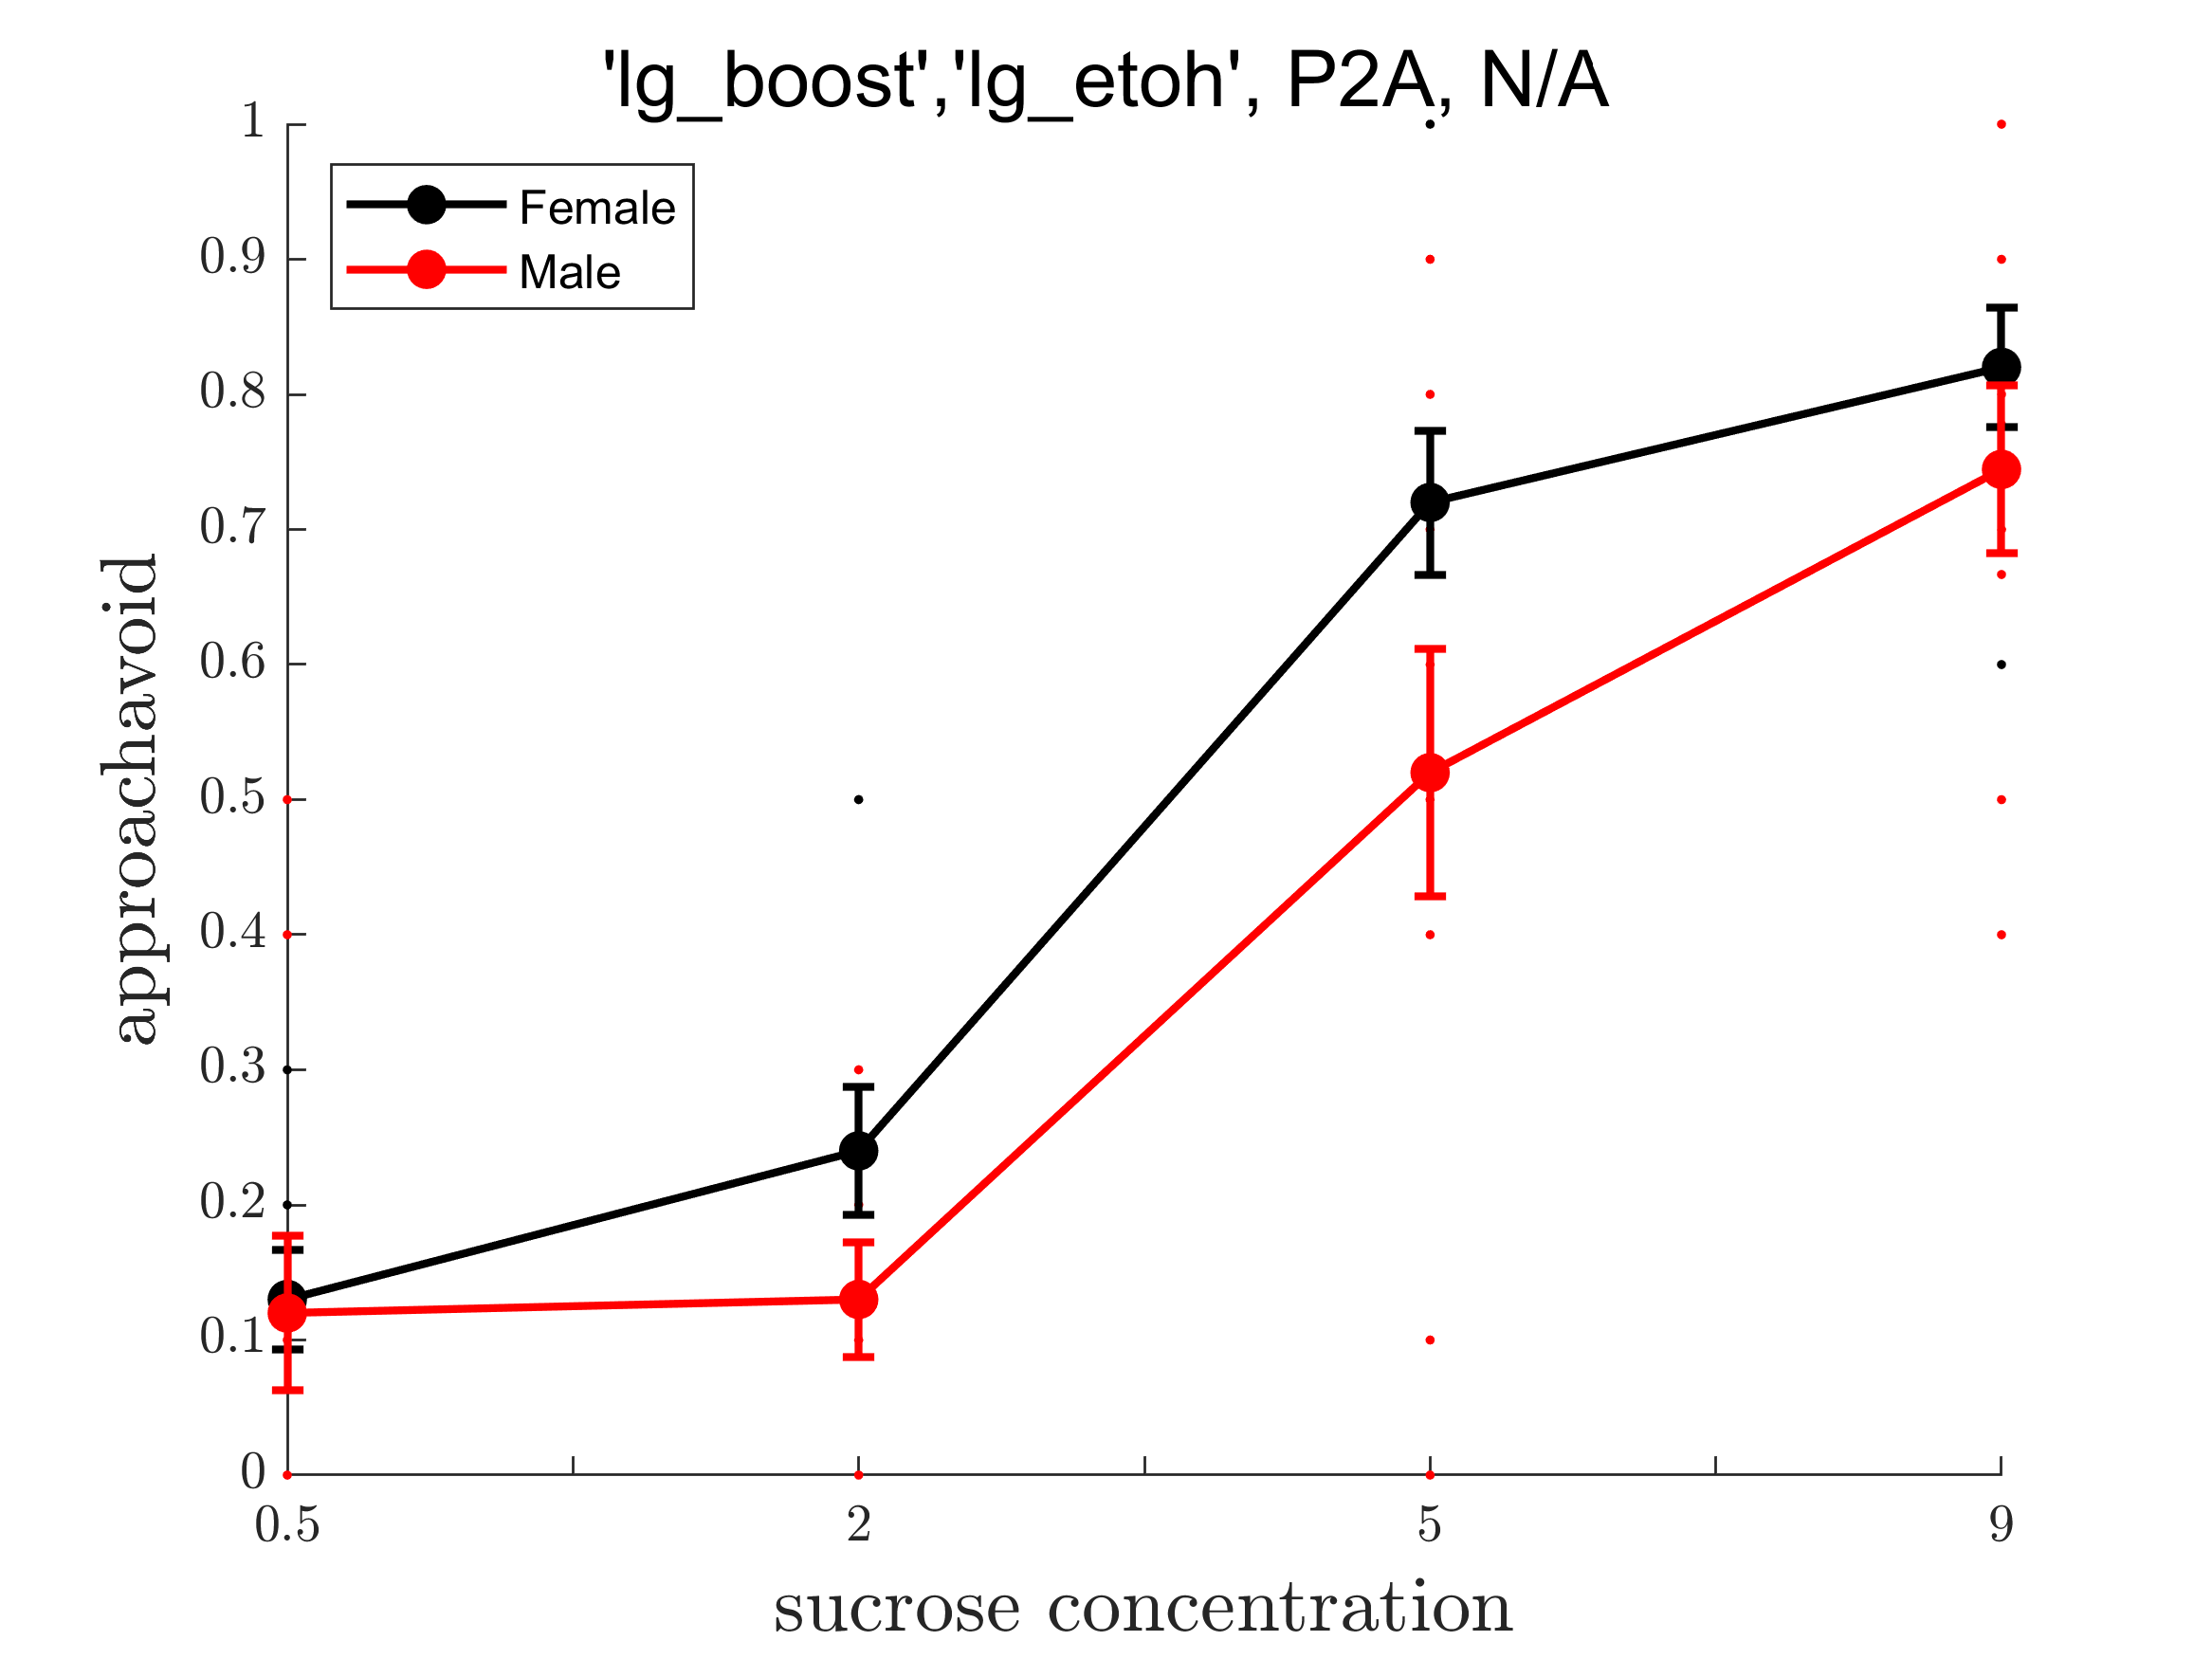 'lg_boost','lg_etoh', P2A, N/A
1
0.9
0.8
0.7
0.6
0.5
0.4
0.3
0.2
0.1
0
Female
Male
approachavoid
0.5 2 5 9
sucrose concentration